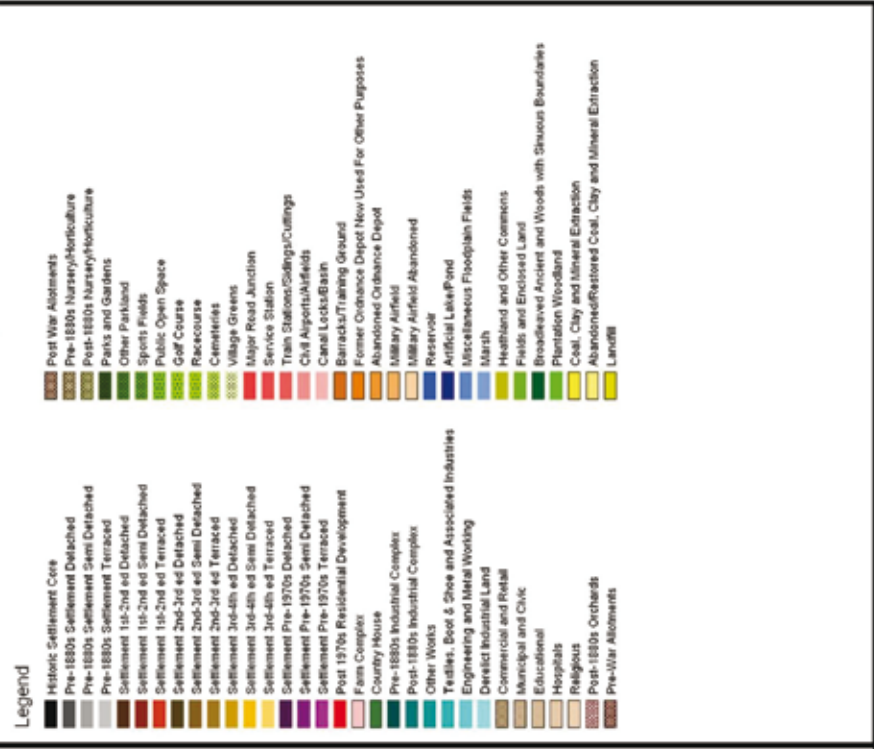 Legend
Historic Settlement Core
Pre-1880s Settlement Detached
Pre-1880s Settlement Semi Detached
Pre-1880s Settlement Terraced
Settlement 1st-2nd ed Detached
Settlement 1st-2nd ed Semi Detached
Settlement 1st-2nd ed Terraced
Settlement 2nd-3rd ed Detached
Settlement 2nd-3rd ed Semi Detached
Settlement 2nd-3rd ed Terraced
Settlement 3rd-4th ed Detached
Settlement 3rd-4th ed Semi Detached
Settlement 3rd-4th ed Terraced
Settlement Pre-1970s Detached
Settlement Pre-1970s Semi Detached
Settlement Pre-1970s Terraced
Post 1970s Residential Development
Farm Complex
Country House
Pre-1880s Industrial Complex
Post-1880s Industrial Complex
Other Works
Textiles, Boot & Shoe and Associated Industries
Engineering and Metal Working
Derelict Industrial Land
Commercial and Retail
Municipal and Civic
Educational
Hospitals
Religious
Post-1880s Orchards
Pre-War Allotments
Post War Allotments
Pre-1880s Nursery/Horticulture
Post-1880s Nursery/Horticulture
Parks and Gardens
Other Parkland
Sports Fields
Public Open Space
Golf Course
Racecourse
Cemeteries
Village Greens
Major Road Junction
Service Station
Train Stations/Sidings/Cuttings
Civil Airports/Airfields
Canal Locks/Basin
Barracks/Training Ground
Former Ordnance Depot Now Used For Other Purposes
Abandoned Ordnance Depot
Military Airfield
Military Airfield Abandoned
Reservoir
Artificial Lake/Pond
Miscellaneous Floodplain Fields
Marsh
Heathland and Other Commons
Fields and Enclosed Land
Broadleaved Ancient and Woods with Sinuous Boundaries
Plantation Woodland
Coal, Clay and Mineral Extraction
Abandoned/Restored Coal, Clay and Mineral Extraction
Landfill